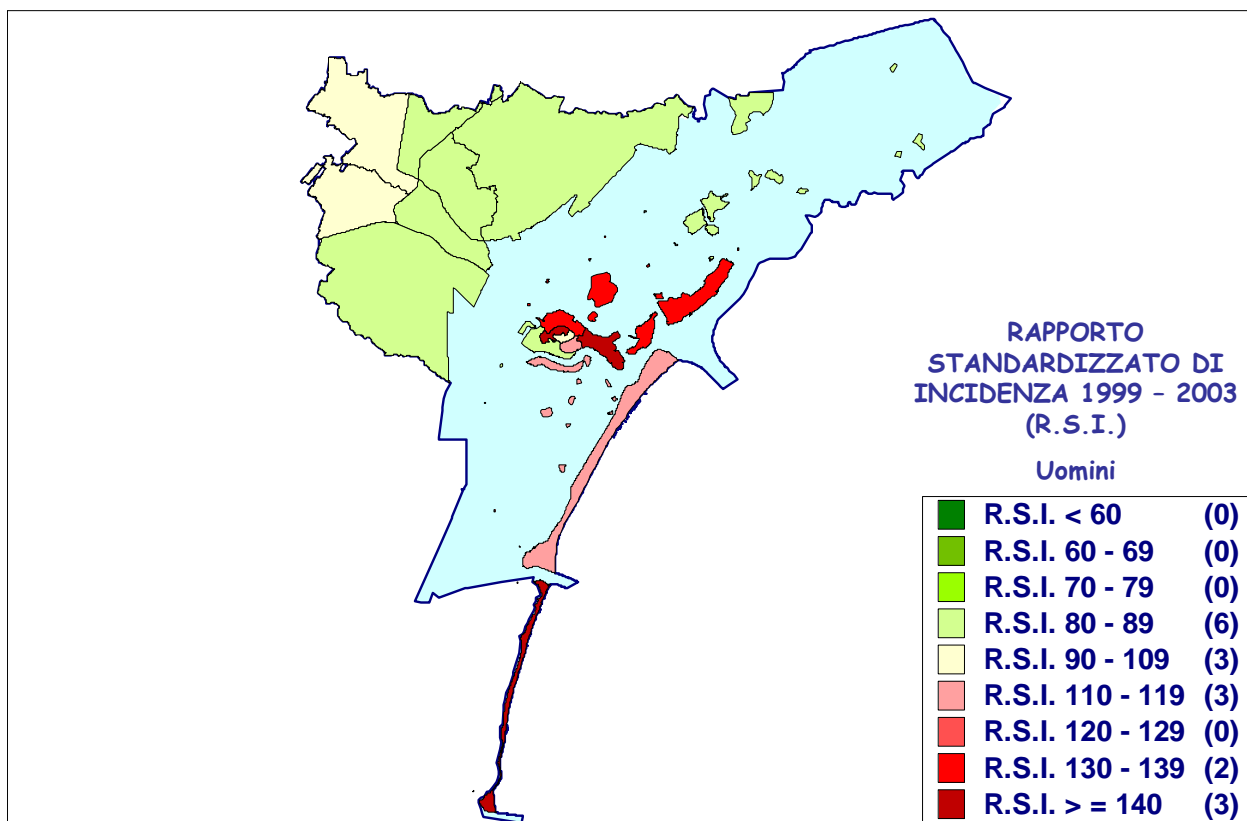 RAPPORTO
STANDARDIZZATO DI
INCIDENZA 1999 – 2003
(R.S.I.)
Uomini
R.S.I. < 60 (0)
R.S.I. 60 - 69 (0)
R.S.I. 70 - 79 (0)
R.S.I. 80 - 89 (6)
R.S.I. 90 - 109 (3)
R.S.I. 110 - 119 (3)
R.S.I. 120 - 129 (0)
R.S.I. 130 - 139 (2)
R.S.I. > = 140 (3)